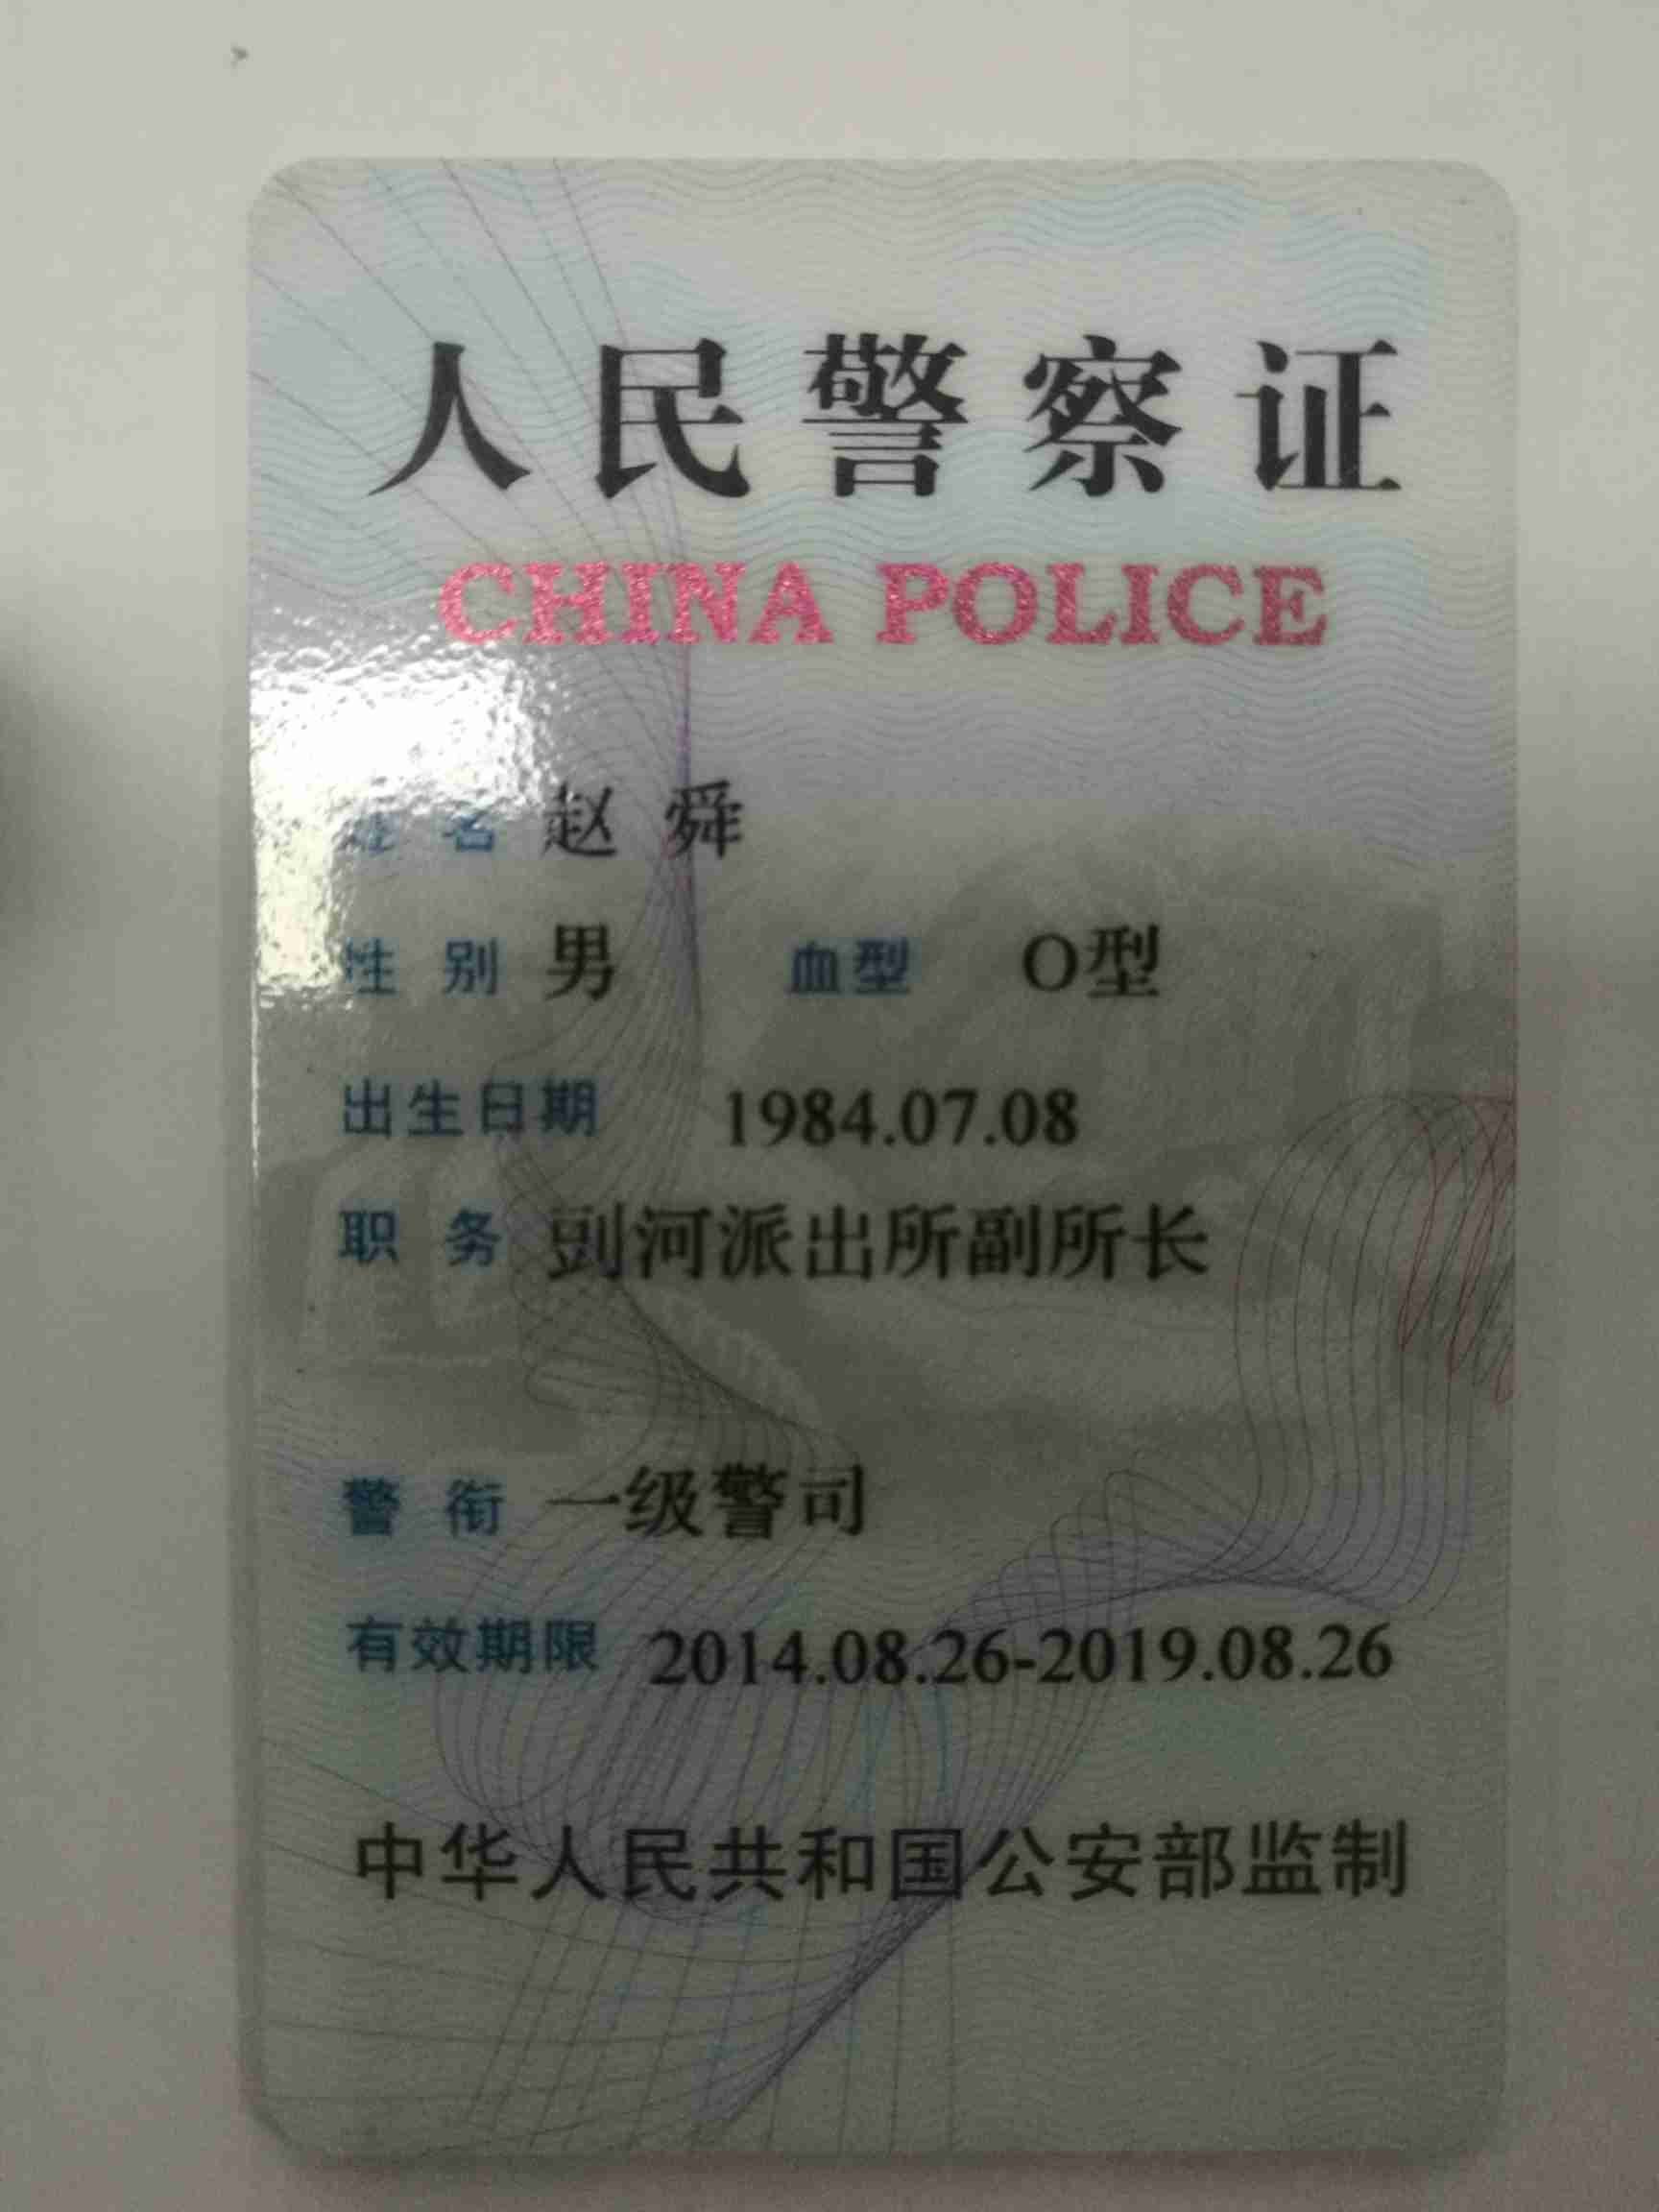 人民警察证
CHINA POLICE
姓 名 赵 舜
性 别 男 血型 O型
出生日期 1984.07.08
职 务 剅河派出所副所长
警 衔 一级警司
有效期限 2014.08.26-2019.08.26
中华人民共和国公安部监制